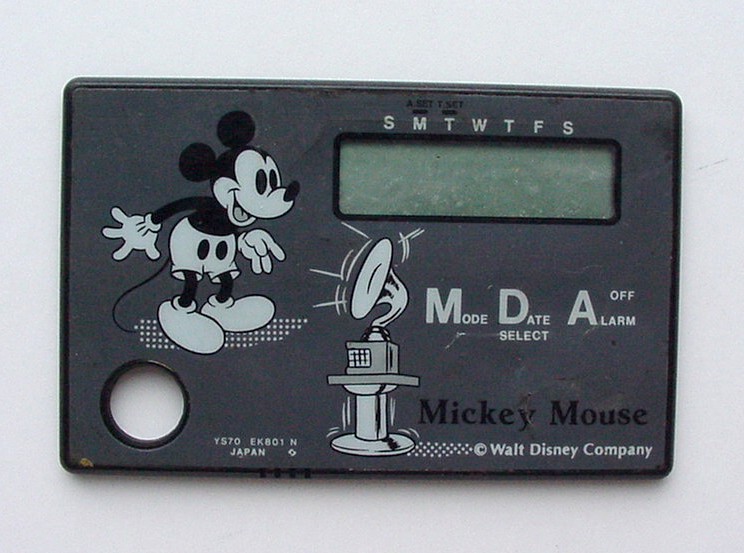 A.SET T.SET
S M T W T F S
OFF
MODE DATE ALARM
SELECT
Mickey Mouse
YS70 EK801 N
JAPAN
© Walt Disney Company